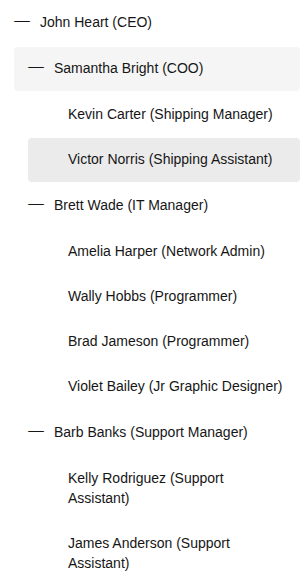 John Heart (CEO)
Samantha Bright (COO)
Kevin Carter (Shipping Manager)
Victor Norris (Shipping Assistant)
Brett Wade (IT Manager)
Amelia Harper (Network Admin)
Wally Hobbs (Programmer)
Brad Jameson (Programmer)
Violet Bailey (Jr Graphic Designer)
Barb Banks (Support Manager)
Kelly Rodriguez (Support
Assistant)
James Anderson (Support
Assistant)